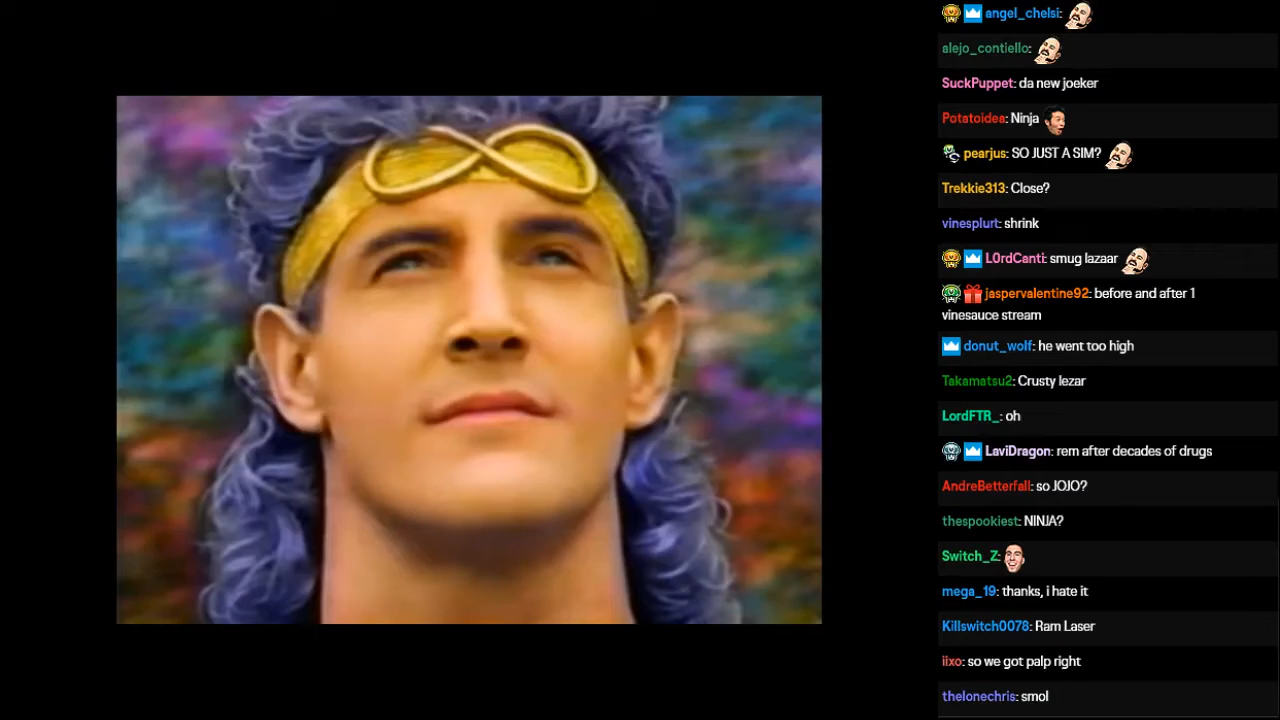 angel_chelsi:
alejo_contiello:
SuckPuppet: da new joeker
Potatoidea: Ninja
pearjus: SO JUST A SIM?
Trekkie313: Close?
vinesplurt: shrink
L0rdCanti: smug lazaar
jaspervalentine92: before and after 1
vinesauce stream
donut_wolf: he went too high
Takamatsu2: Crusty lezar
LordFTR_: oh
LaviDragon: rem after decades of drugs
AndreBetterfall: so JOJO?
thespookiest: NINJA?
Switch_Z:
mega_19: thanks, i hate it
Killswitch0078: Ram Laser
iixo: so we got palp right
thelonechris: smol